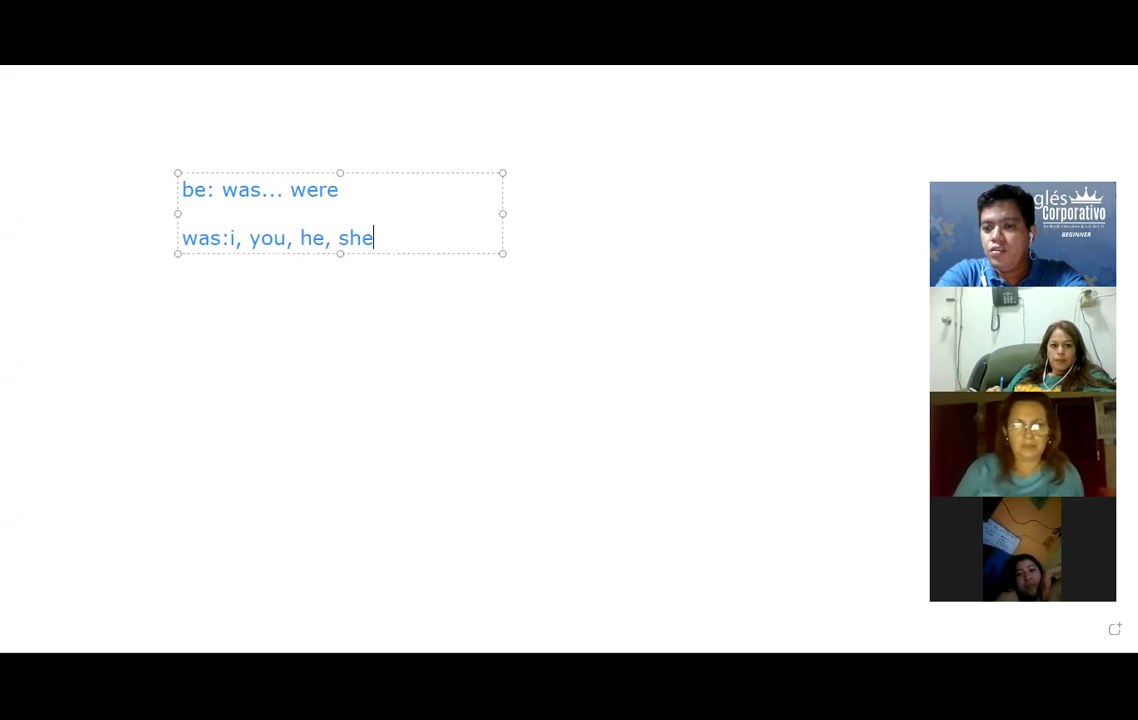 be: was... were
was:i, you, he, she
glés
Corporativo
BEGINNER